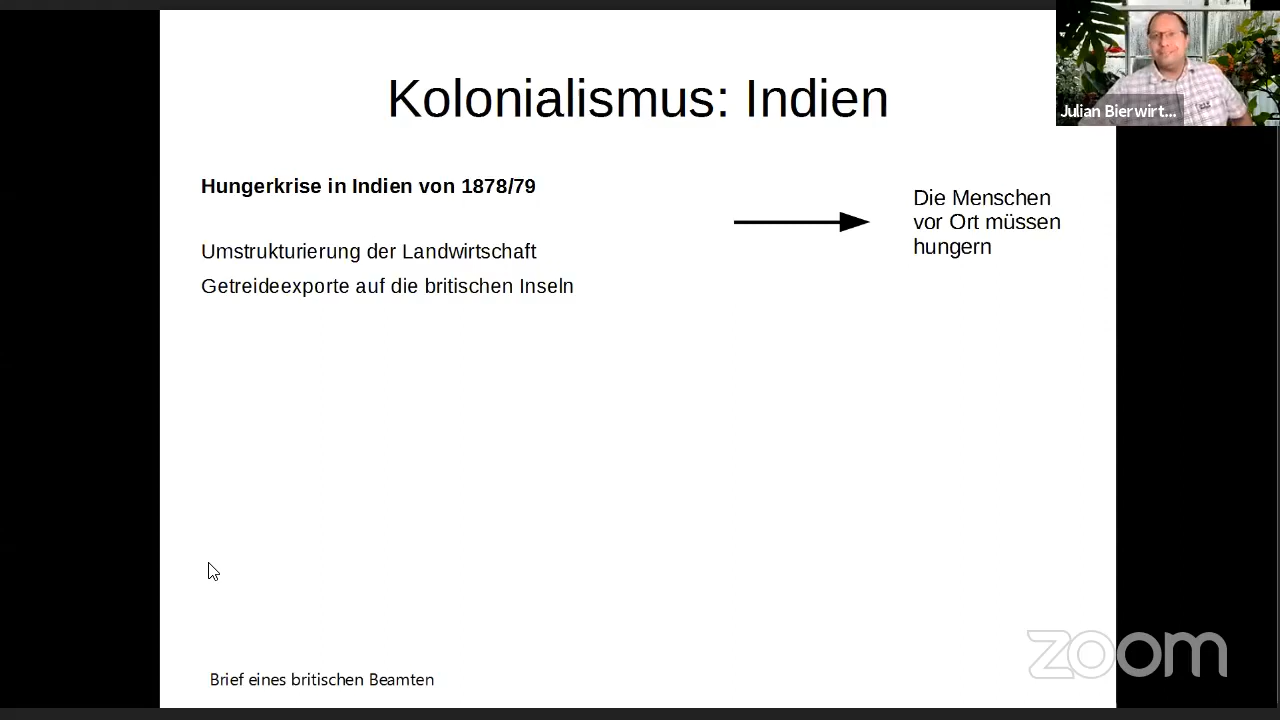 Kolonialismus: Indien
Julian Bierwirt...
Hungerkrise in Indien von 1878/79
Umstrukturierung der Landwirtschaft
Getreideexporte auf die britischen Inseln
Die Menschen
vor Ort müssen
hungern
Brief eines britischen Beamten
zoom